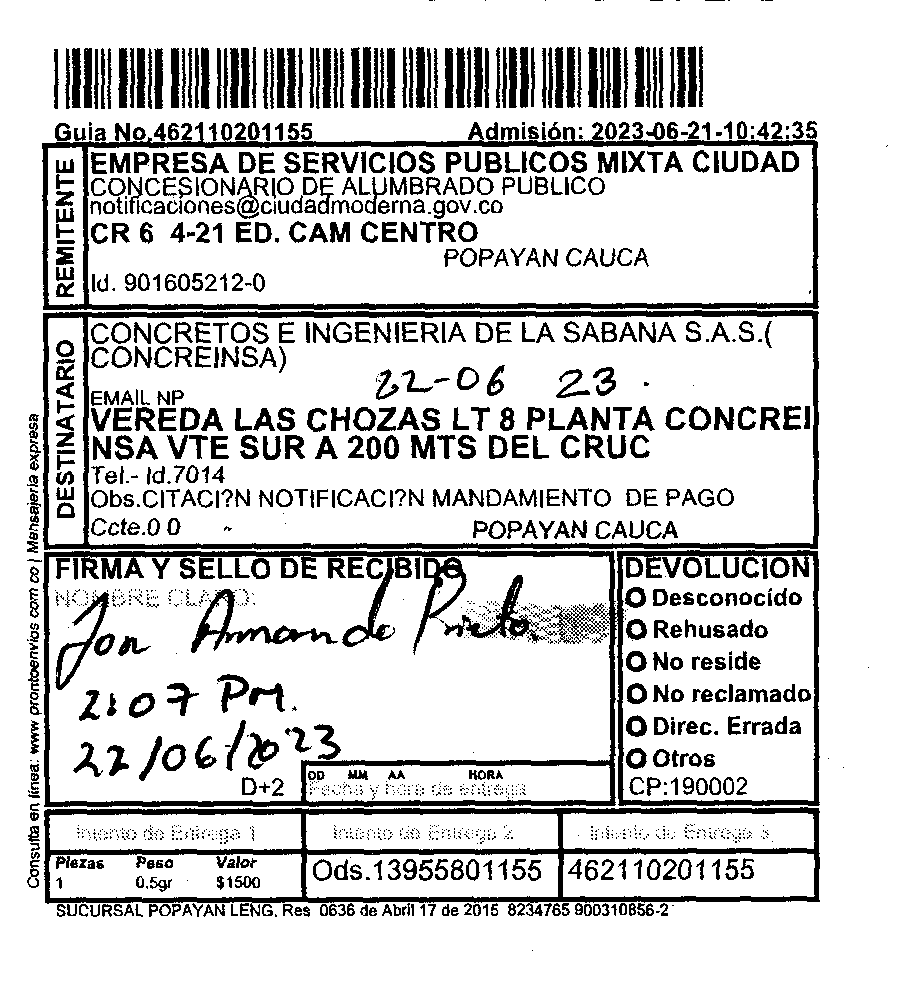 Guia No.462110201155 Admisión: 2023-06-21-10:42:35
REMITENTE
EMPRESA DE SERVICIOS PUBLICOS MIXTA CIUDAD
CONCESIONARIO DE ALUMBRADO PUBLICO
notificaciones@ciudadmoderna.gov.co
CR 6 4-21 ED. CAM CENTRO
POPAYAN CAUCA
Id. 901605212-0
DESTINATARIO
CONCRETOS E INGENIERIA DE LA SABANA S.A.S.(
CONCREINSA)
22-06 23
EMAIL NP
VEREDA LAS CHOZAS LT 8 PLANTA CONCREI
NSA VTE SUR A 200 MTS DEL CRUC
Tel.- Id.7014
Obs.CITACI?N NOTIFICACI?N MANDAMIENTO DE PAGO
Ccte.0 0 POPAYAN CAUCA
Consulta en línea: www.prontoenvios.com.co | Mensajería expresa
FIRMA Y SELLO DE RECIBIDO
NOMBRE CLARO:
Jon Armando Prieto.
2:07 PM.
22/06/2023
D+2
DD MM AA HORA
Fecha y hora de entrega
DEVOLUCION
Desconocido
Rehusado
No reside
No reclamado
Direc. Errada
Otros
CP:190002
Intento de Entrega 1 Intento de Entrega 2 Intento de Entrega 3
Piezas Peso Valor
1 0.5gr $1500
Ods.13955801155 462110201155
SUCURSAL POPAYAN LENG, Res 0636 de Abril 17 de 2015 8234765 900310856-2